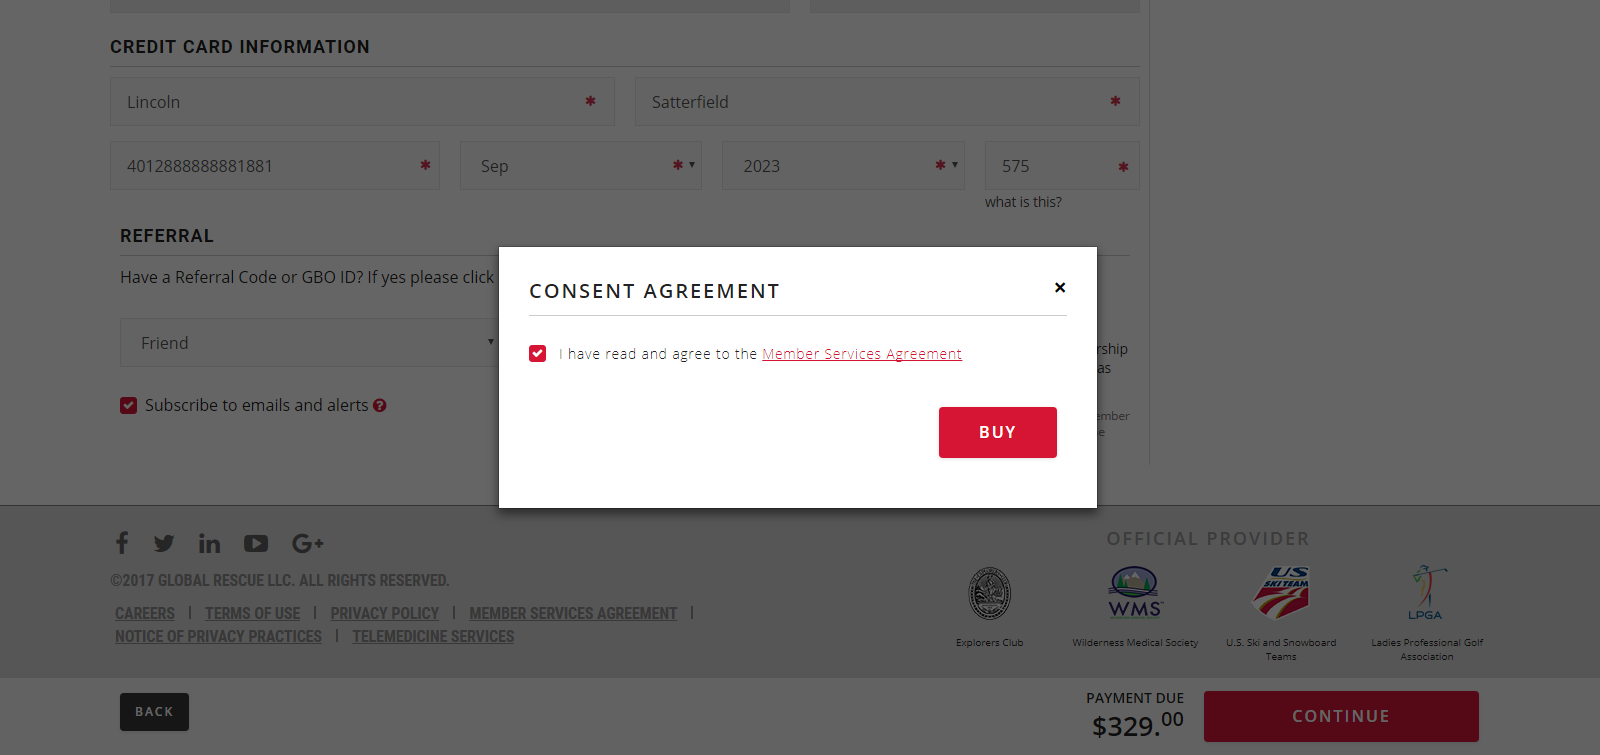 CREDIT CARD INFORMATION
Lincoln *
Satterfield *
4012888888881881 *
Sep *
2023 *
575 *
what is this?
REFERRAL
Have a Referral Code or GBO ID? If yes please click
Friend
rship
as
Subscribe to emails and alerts ?
ember
e
CONSENT AGREEMENT ×
I have read and agree to the Member Services Agreement
BUY
©2017 GLOBAL RESCUE LLC. ALL RIGHTS RESERVED.
CAREERS | TERMS OF USE | PRIVACY POLICY | MEMBER SERVICES AGREEMENT |
NOTICE OF PRIVACY PRACTICES | TELEMEDICINE SERVICES
OFFICIAL PROVIDER
WMS
US
SKI TEAM
LPGA
Explorers Club
Wilderness Medical Society
U.S. Ski and Snowboard
Teams
Ladies Professional Golf
Association
BACK
PAYMENT DUE
$329.00
CONTINUE